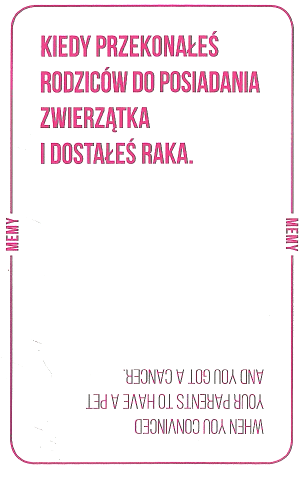 KIEDY PRZEKONAŁEŚ
RODZICÓW DO POSIADANIA
ZWIERZĄTKA
I DOSTAŁEŚ RAKA.
MEMY
MEMY
WHEN YOU CONVINCED
YOUR PARENTS TO HAVE A PET
AND YOU GOT A CANCER.